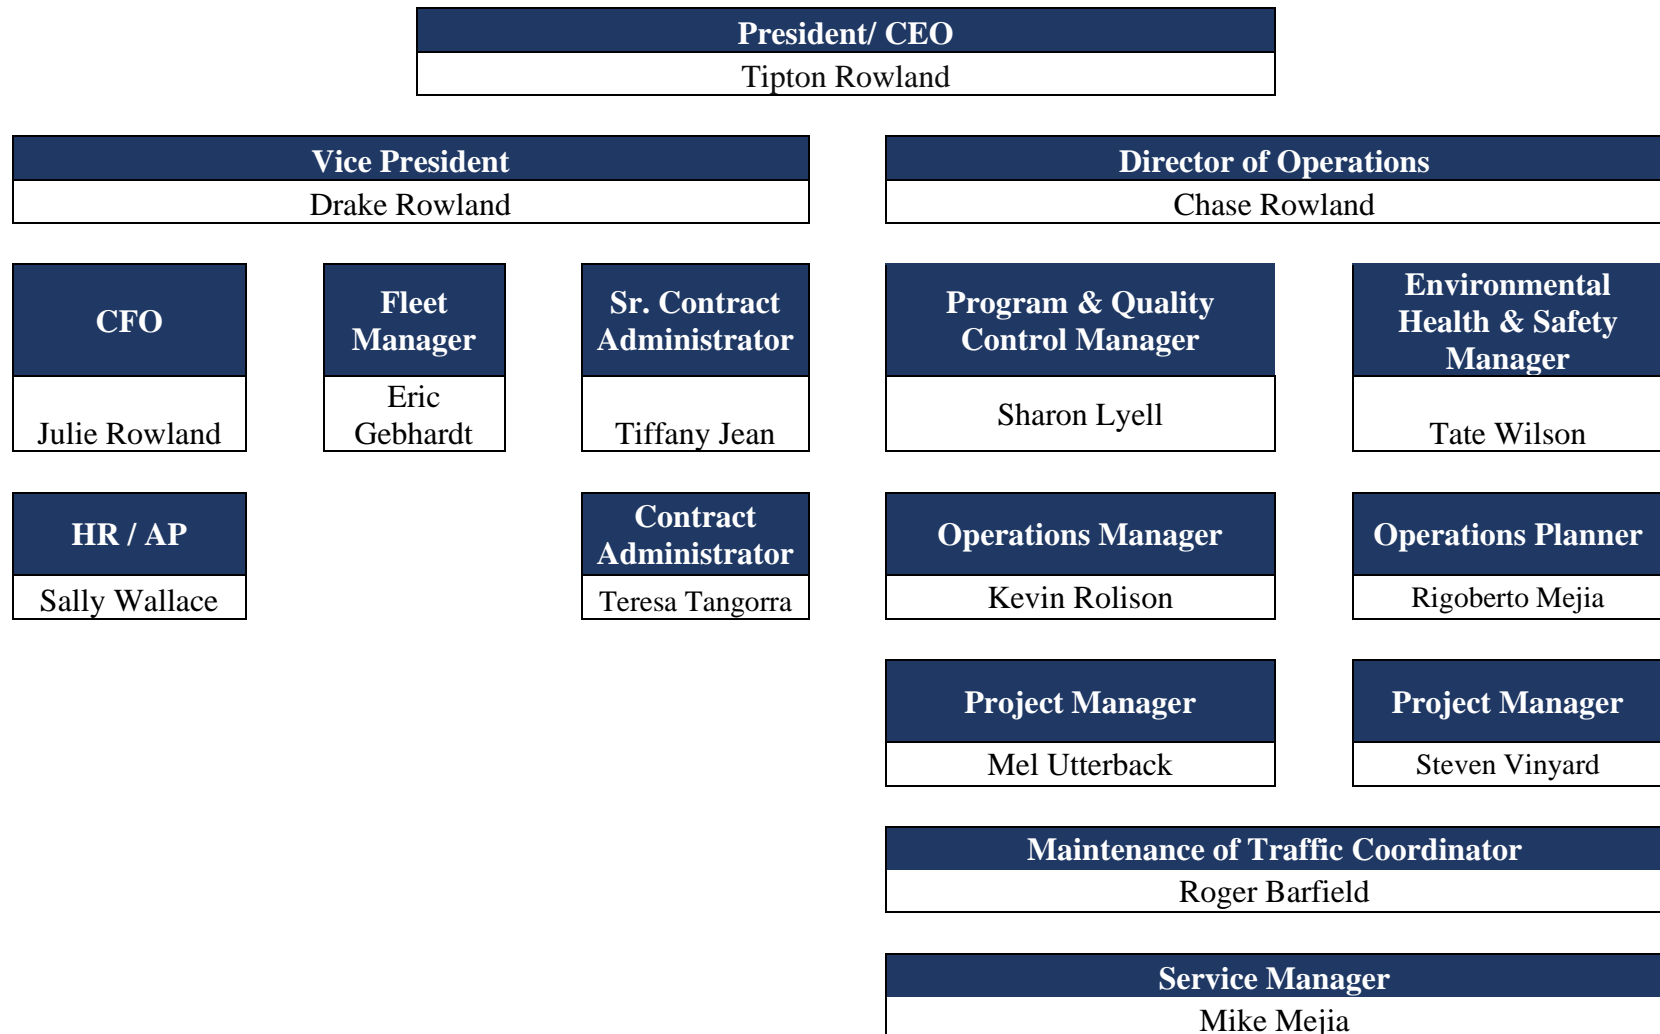 President/ CEO
Tipton Rowland
Vice President
Drake Rowland
Director of Operations
Chase Rowland
CFO
Julie Rowland
Fleet
Manager
Eric
Gebhardt
Sr. Contract
Administrator
Tiffany Jean
Program & Quality
Control Manager
Sharon Lyell
Environmental
Health & Safety
Manager
Tate Wilson
HR / AP
Sally Wallace
Contract
Administrator
Teresa Tangorra
Operations Manager
Kevin Rolison
Operations Planner
Rigoberto Mejia
Project Manager
Mel Utterback
Project Manager
Steven Vinyard
Maintenance of Traffic Coordinator
Roger Barfield
Service Manager
Mike Mejia